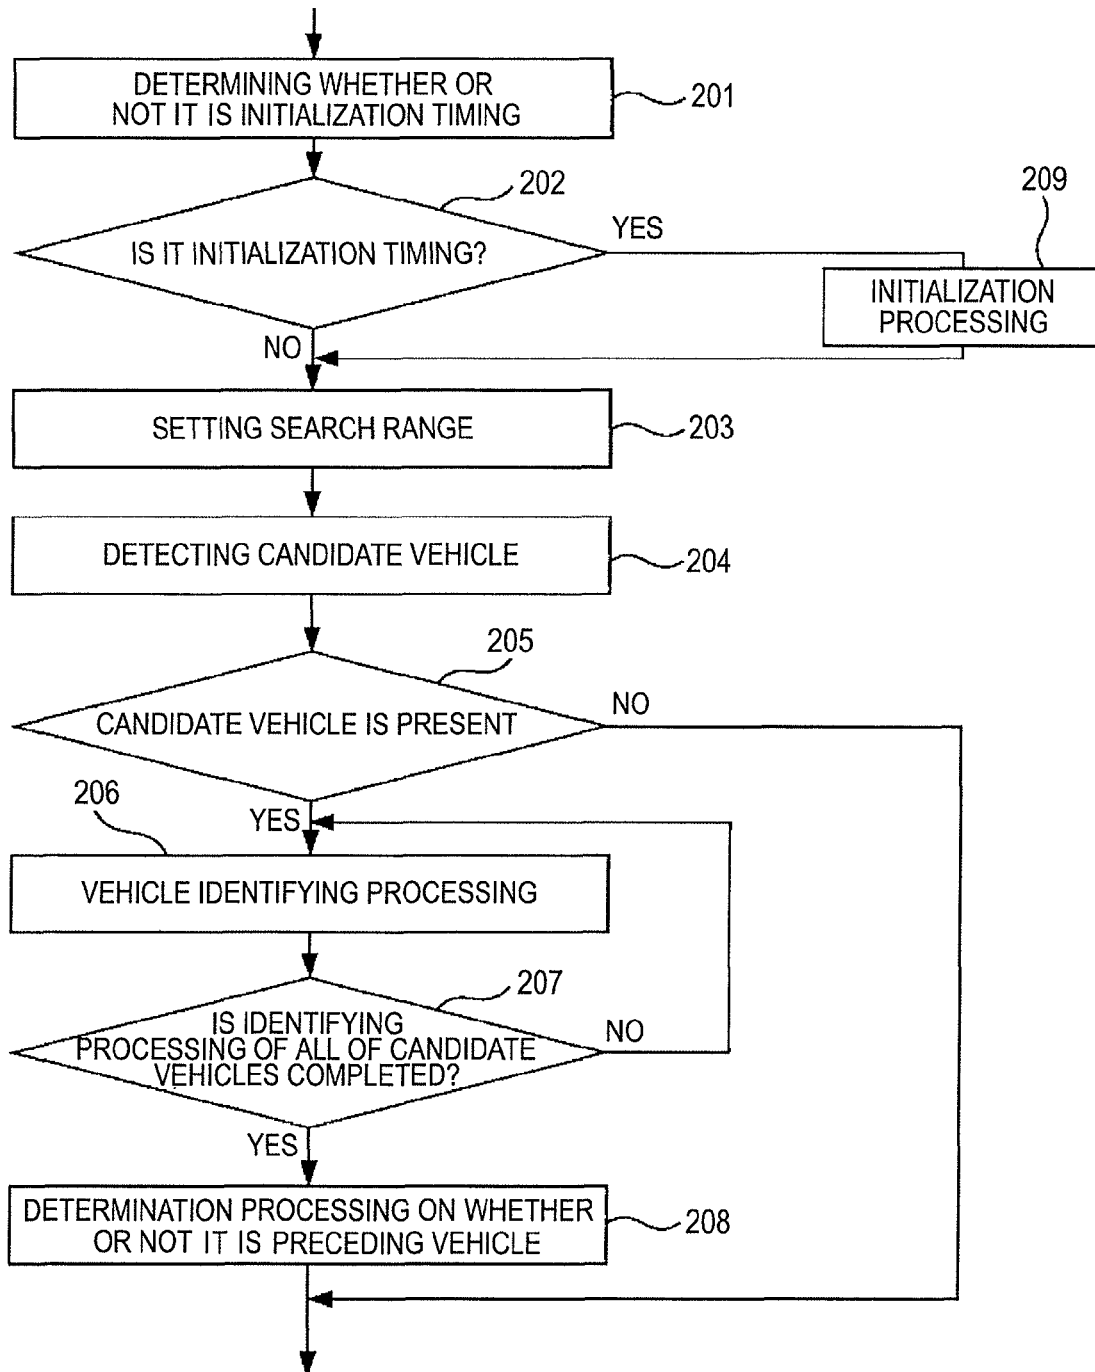 DETERMINING WHETHER OR
NOT IT IS INITIALIZATION TIMING
201
202
209
IS IT INITIALIZATION TIMING?
YES
INITIALIZATION
PROCESSING
NO
SETTING SEARCH RANGE
203
DETECTING CANDIDATE VEHICLE
204
205
CANDIDATE VEHICLE IS PRESENT
NO
206
YES
VEHICLE IDENTIFYING PROCESSING
207
IS IDENTIFYING
PROCESSING OF ALL OF CANDIDATE
VEHICLES COMPLETED?
NO
YES
DETERMINATION PROCESSING ON WHETHER
OR NOT IT IS PRECEDING VEHICLE
208